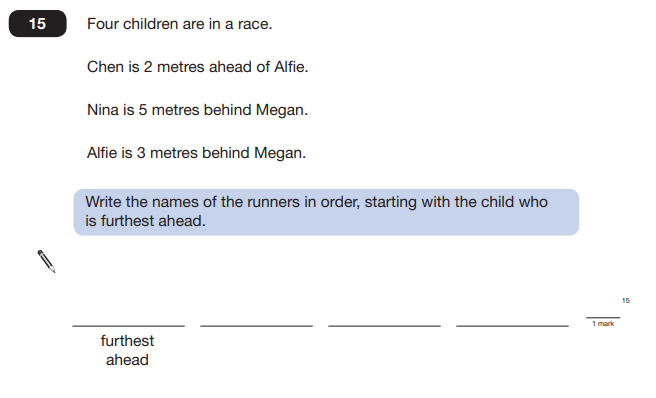 15
Four children are in a race.
Chen is 2 metres ahead of Alfie.
Nina is 5 metres behind Megan.
Alfie is 3 metres behind Megan.
Write the names of the runners in order, starting with the child who
is furthest ahead.
15
1 mark
furthest
ahead